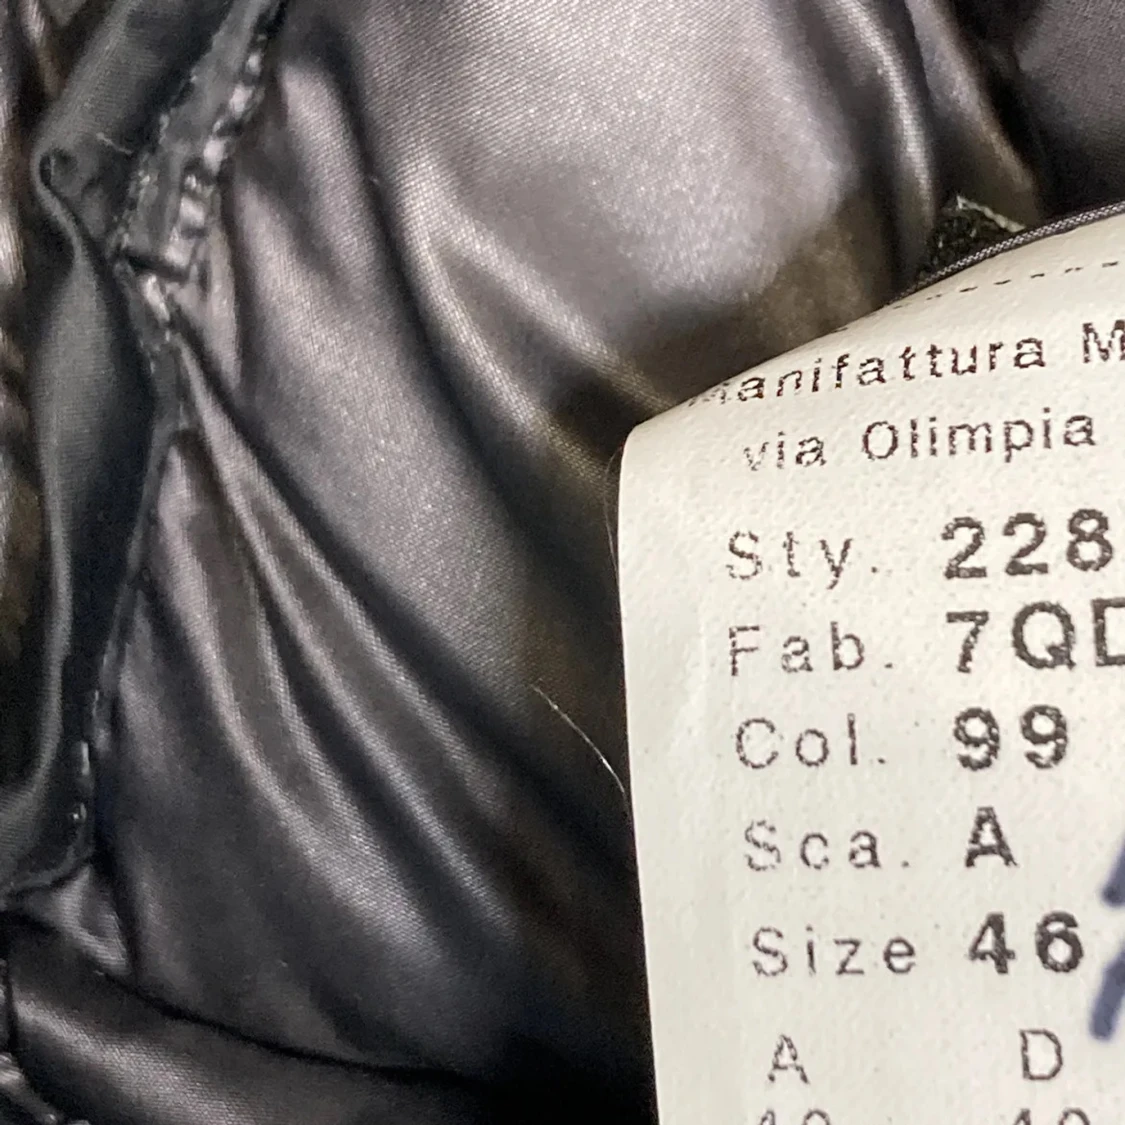 Manifattura M
via Olimpia
Sty. 228
Fab. 7QD
Col. 99
Sca. A
Size 46
A D